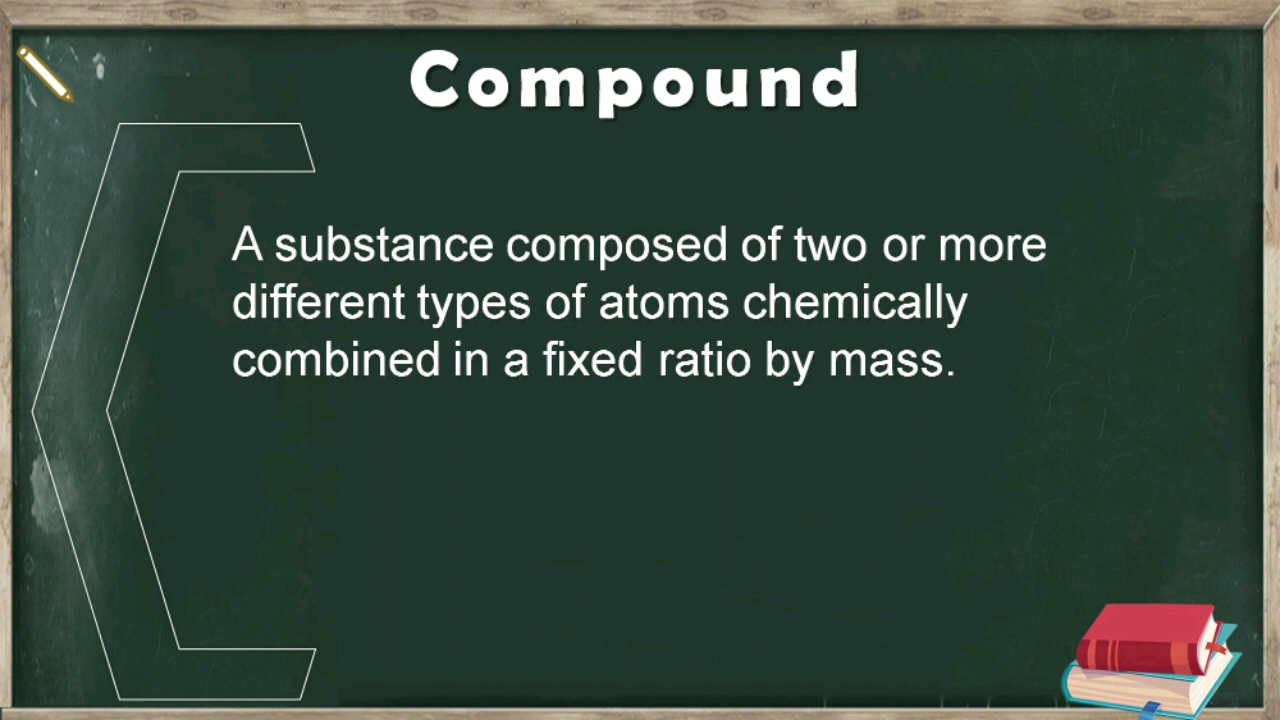 Compound
A substance composed of two or more
different types of atoms chemically
combined in a fixed ratio by mass.